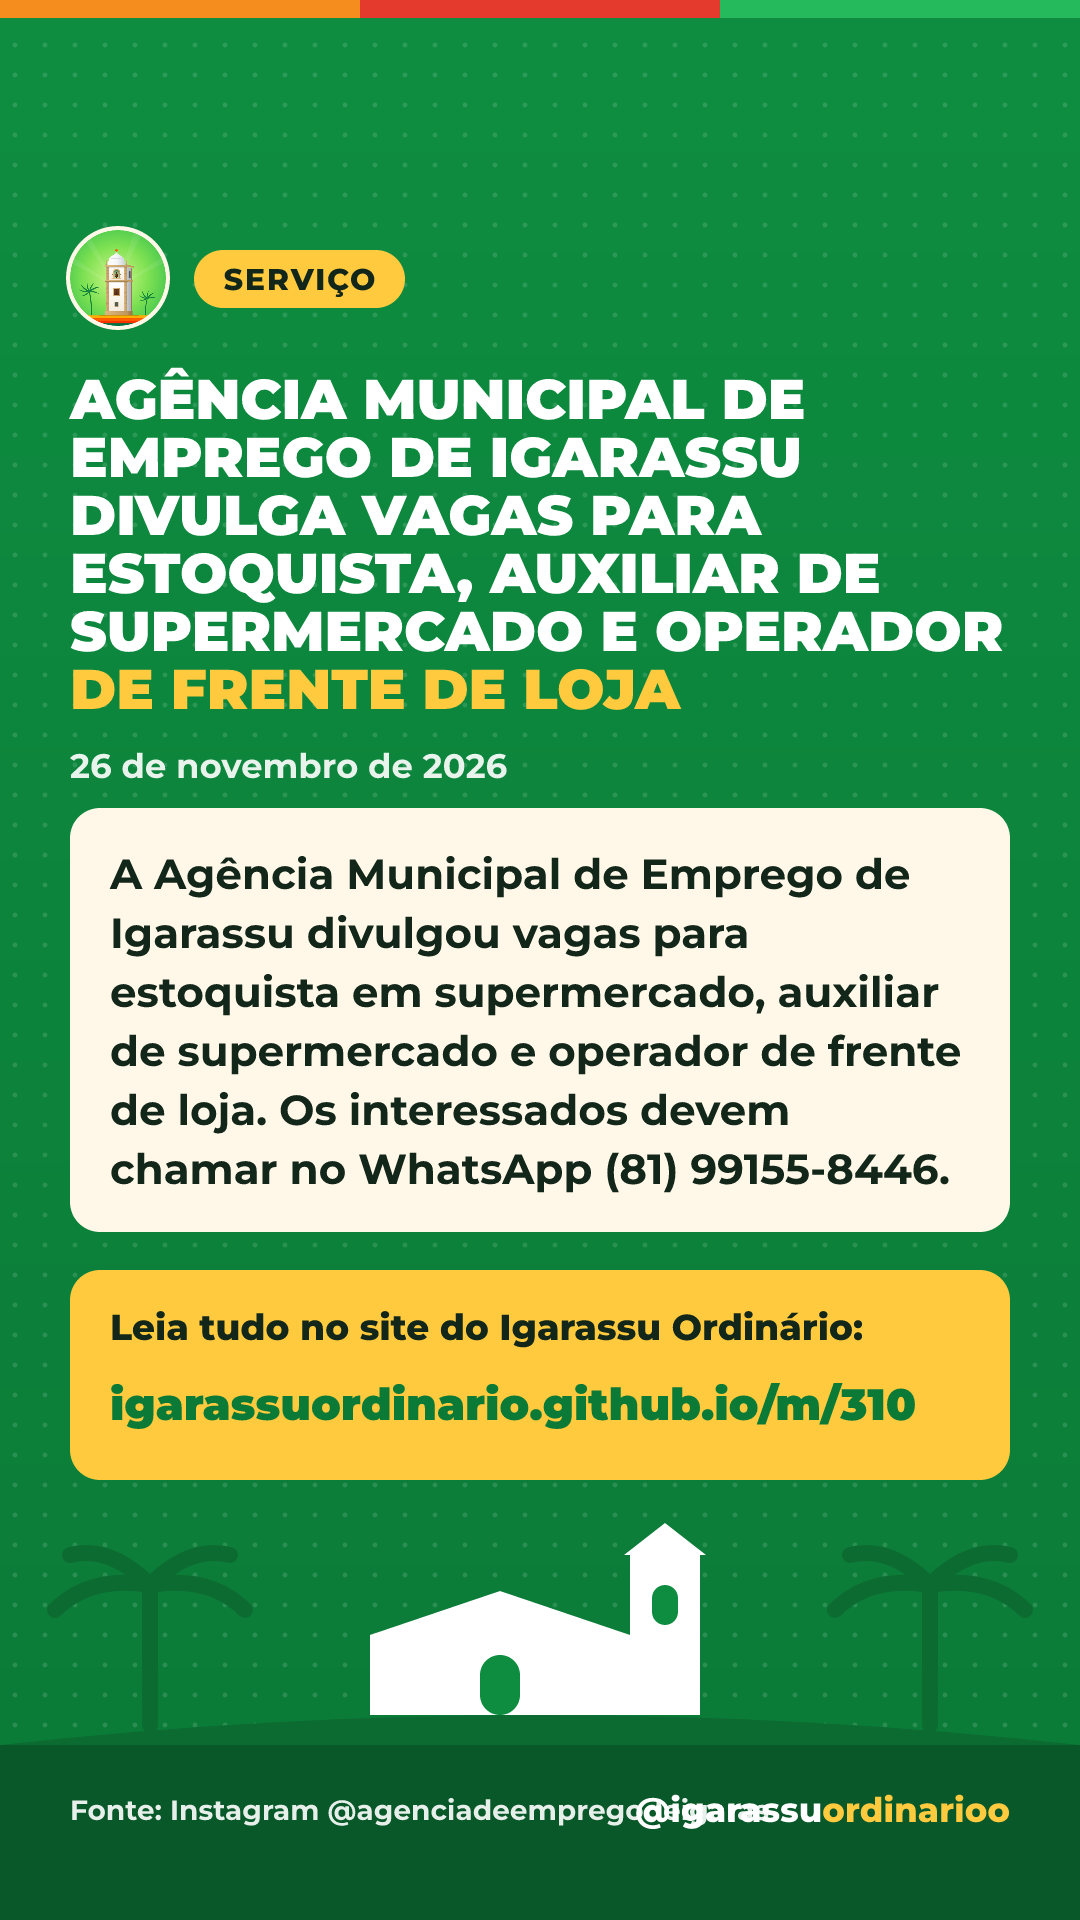 SERVIÇO
AGÊNCIA MUNICIPAL DE
EMPREGO DE IGARASSU
DIVULGA VAGAS PARA
ESTOQUISTA, AUXILIAR DE
SUPERMERCADO E OPERADOR
DE FRENTE DE LOJA
26 de novembro de 2026
A Agência Municipal de Emprego de
Igarassu divulgou vagas para
estoquista em supermercado, auxiliar
de supermercado e operador de frente
de loja. Os interessados devem
chamar no WhatsApp (81) 99155-8446.
Leia tudo no site do Igarassu Ordinário:
igarassuordinario.github.io/m/310
Fonte: Instagram
@igarassuordinarioo